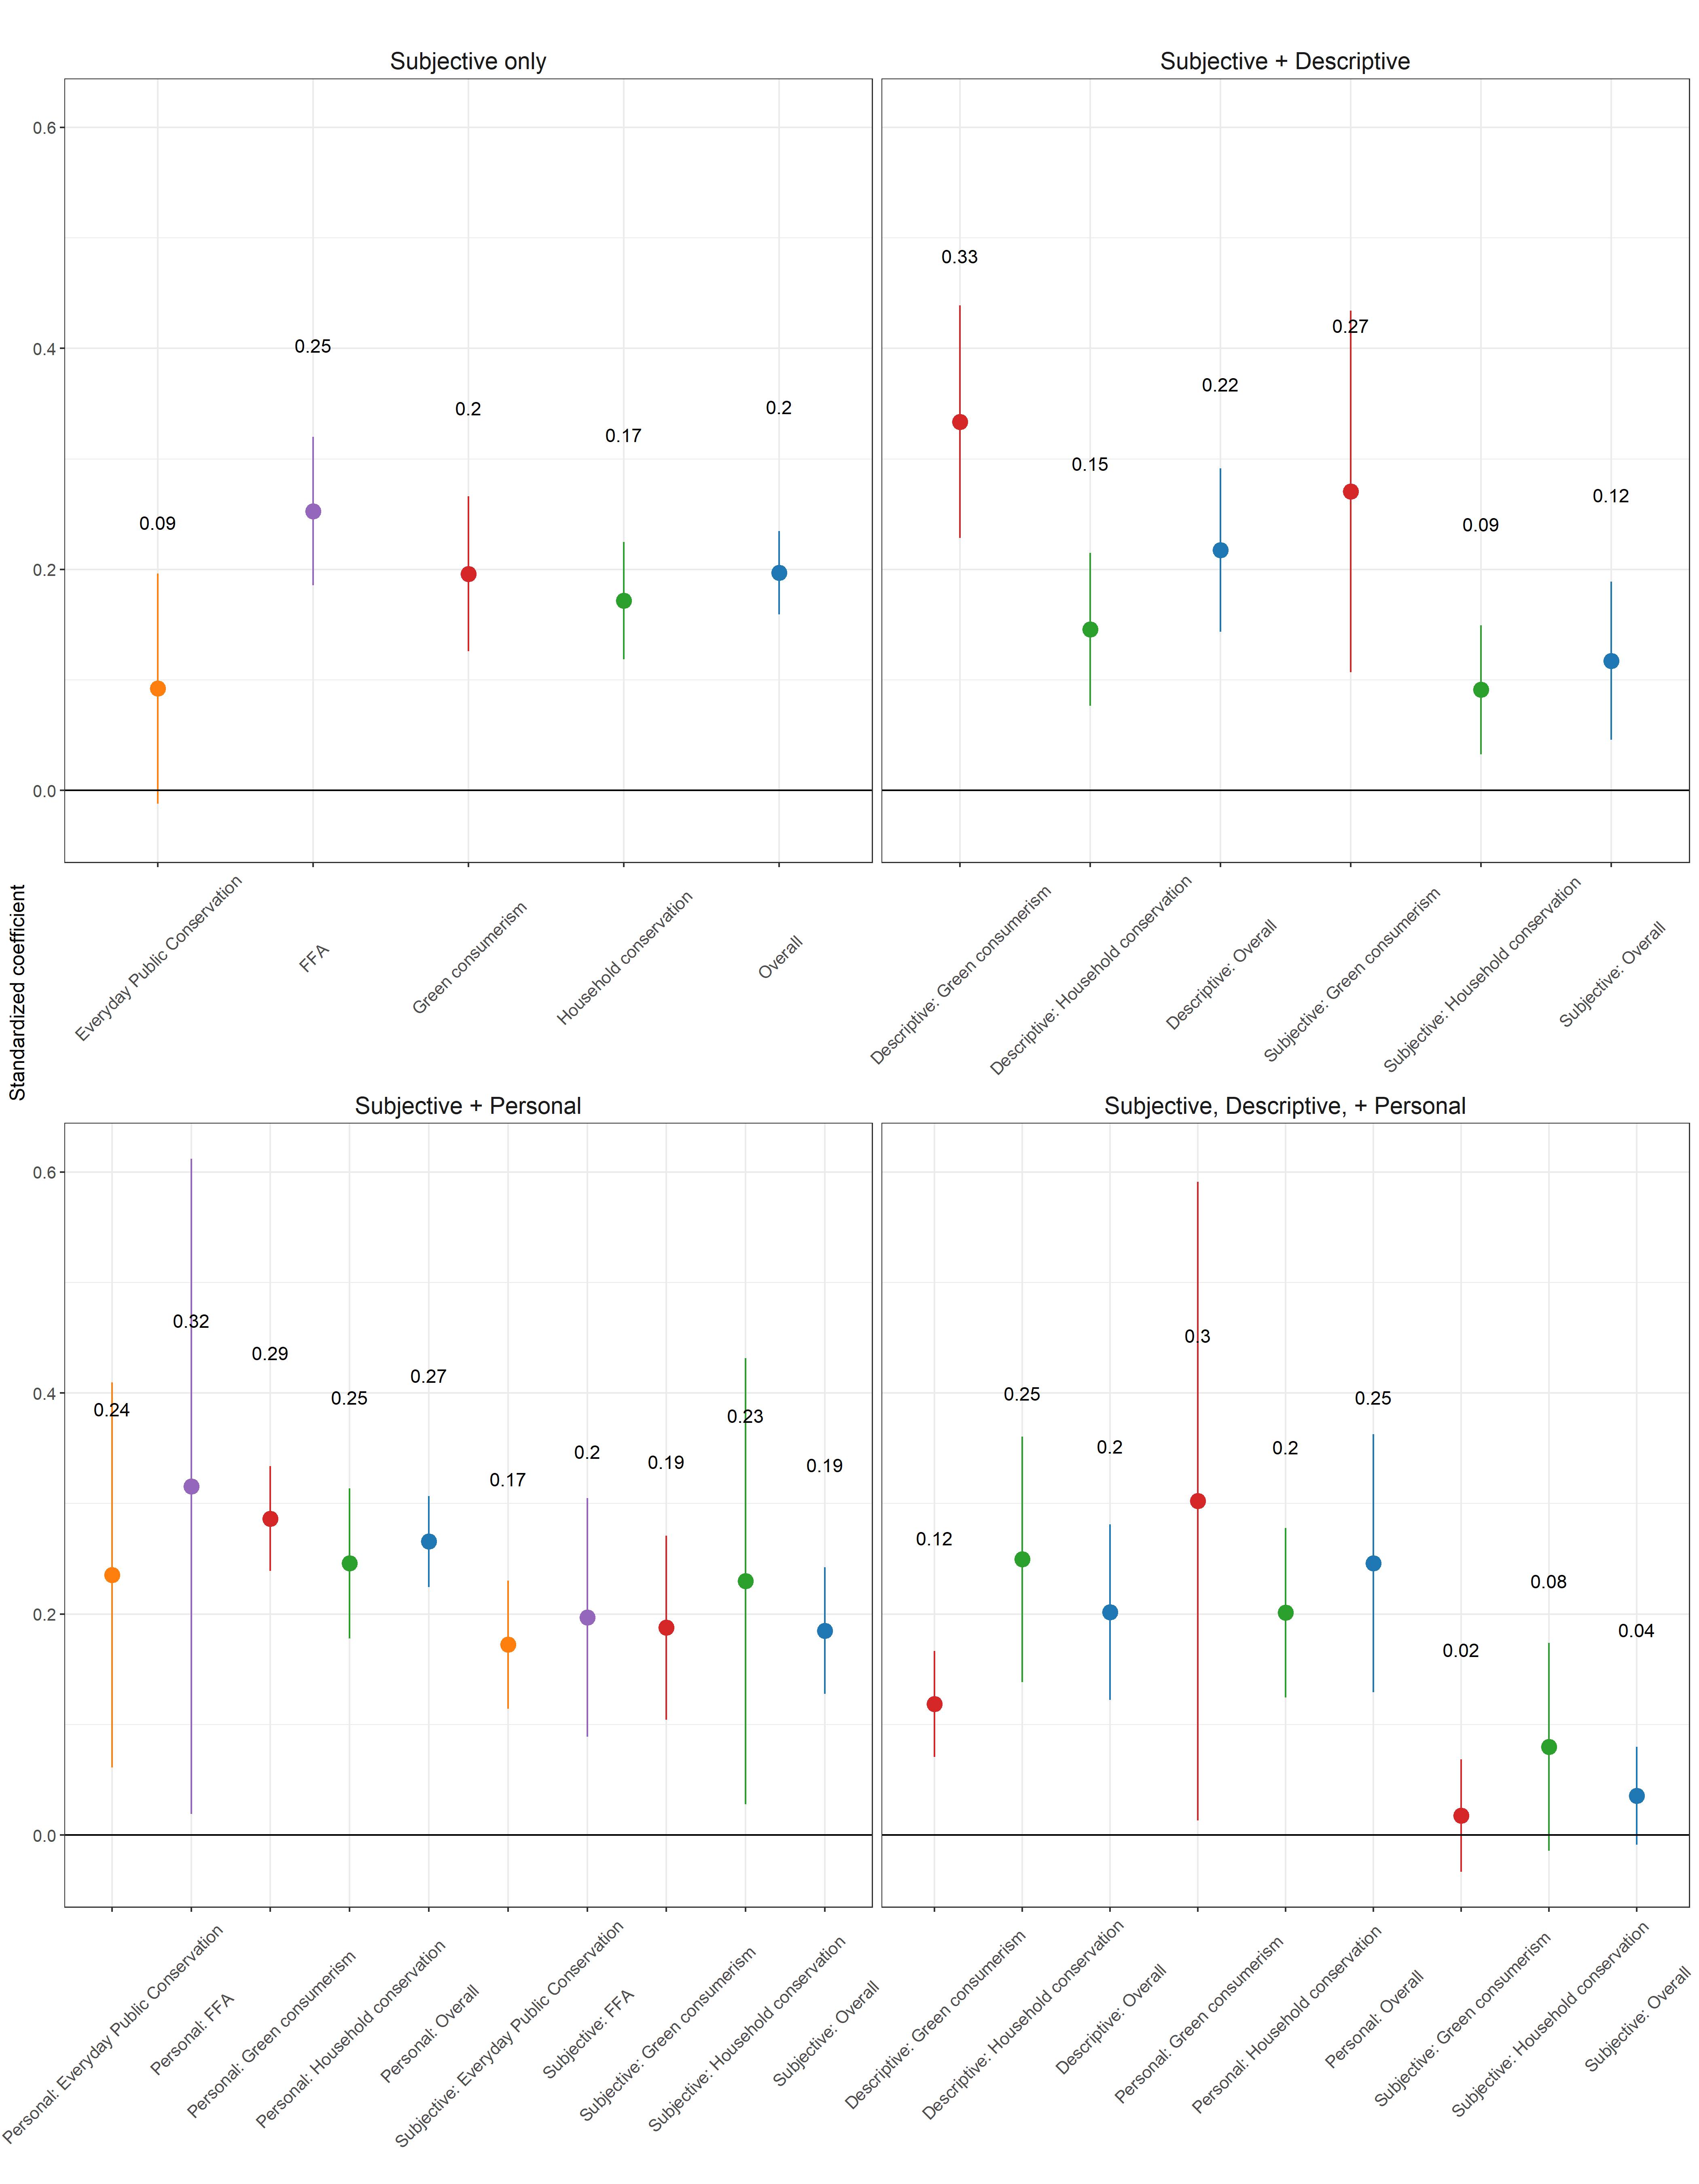 Standardized coefficient
Subjective only
0.6
0.4
0.2
0.0
0.09
0.25
0.2
0.17
0.2
Everyday Public Conservation
FFA
Green consumerism
Household conservation
Overall
Subjective + Descriptive
0.33
0.15
0.22
0.27
0.09
0.12
Descriptive: Green consumerism
Descriptive: Household conservation
Descriptive: Overall
Subjective: Green consumerism
Subjective: Household conservation
Subjective: Overall
Subjective + Personal
0.6
0.4
0.2
0.0
0.24
0.32
0.29
0.25
0.27
0.17
0.2
0.19
0.23
0.19
Personal: Everyday Public Conservation
Personal: FFA
Personal: Green consumerism
Personal: Household conservation
Personal: Overall
Subjective: Everyday Public Conservation
Subjective: FFA
Subjective: Green consumerism
Subjective: Household conservation
Subjective: Overall
Subjective, Descriptive, + Personal
0.12
0.25
0.2
0.3
0.2
0.25
0.02
0.08
0.04
Descriptive: Green consumerism
Descriptive: Household conservation
Descriptive: Overall
Personal: Green consumerism
Personal: Household conservation
Personal: Overall
Subjective: Green consumerism
Subjective: Household conservation
Subjective: Overall